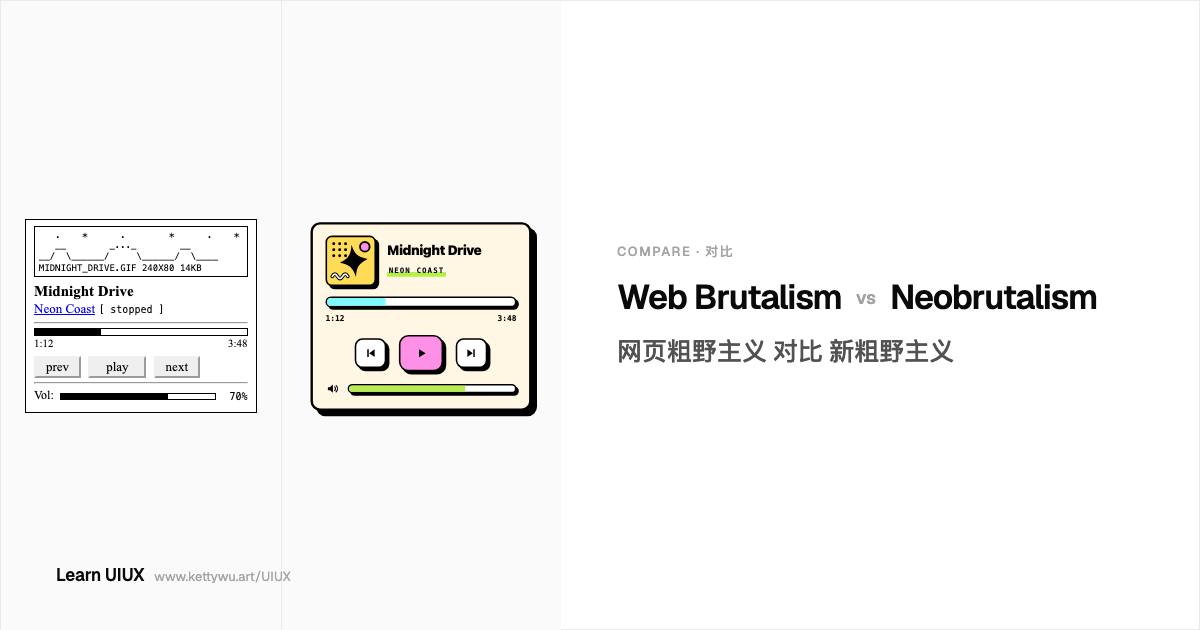 MIDNIGHT_DRIVE.GIF 240X80 14KB
Midnight Drive
Neon Coast [ stopped ]
1:12 3:48
prev play next
Vol: 70%
Midnight Drive
NEON COAST
1:12 3:48
COMPARE · 对比
Web Brutalism vs Neobrutalism
网页粗野主义 对比 新粗野主义
Learn UIUX www.kettywu.art/UIUX